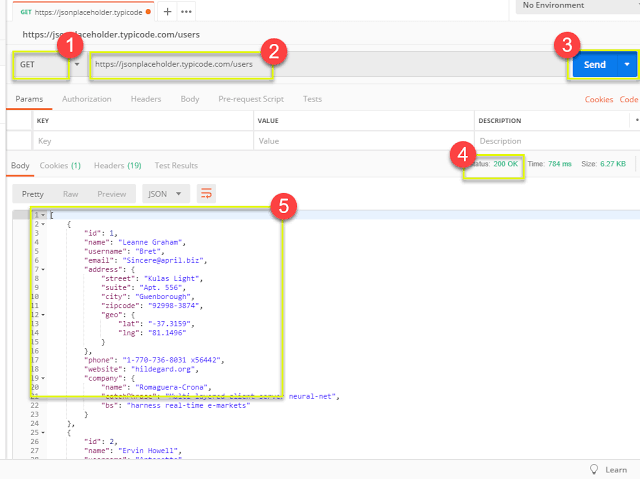 GET https://jsonplaceholder.typicode
+
•••
No Environment
https://jsonplaceholder.typicode.com/users
1
2
3
GET
https://jsonplaceholder.typicode.com/users
Send
Params Authorization Headers Body Pre-request Script Tests Cookies Code
KEY VALUE DESCRIPTION
Key Value Description
4
Body Cookies (1) Headers (19) Test Results Status: 200 OK Time: 784 ms Size: 6.27 KB
Pretty Raw Preview JSON
5
1 [
2 {
3 "id": 1,
4 "name": "Leanne Graham",
5 "username": "Bret",
6 "email": "Sincere@april.biz",
7 "address": {
8 "street": "Kulas Light",
9 "suite": "Apt. 556",
10 "city": "Gwenborough",
11 "zipcode": "92998-3874",
12 "geo": {
13 "lat": "-37.3159",
14 "lng": "81.1496"
15 }
16 },
17 "phone": "1-770-736-8031 x56442",
18 "website": "hildegard.org",
19 "company": {
20 "name": "Romaguera-Crona",
21 "catchPhrase": "Multi-layered client-server neural-net",
22 "bs": "harness real-time e-markets"
23 }
24 },
25 {
26 "id": 2,
27 "name": "Ervin Howell",
28
Learn